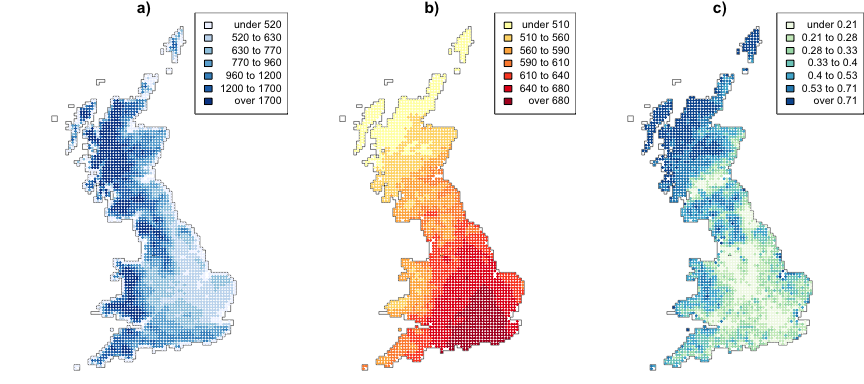 a)
under 520
520 to 630
630 to 770
770 to 960
960 to 1200
1200 to 1700
over 1700
b)
under 510
510 to 560
560 to 590
590 to 610
610 to 640
640 to 680
over 680
c)
under 0.21
0.21 to 0.28
0.28 to 0.33
0.33 to 0.4
0.4 to 0.53
0.53 to 0.71
over 0.71